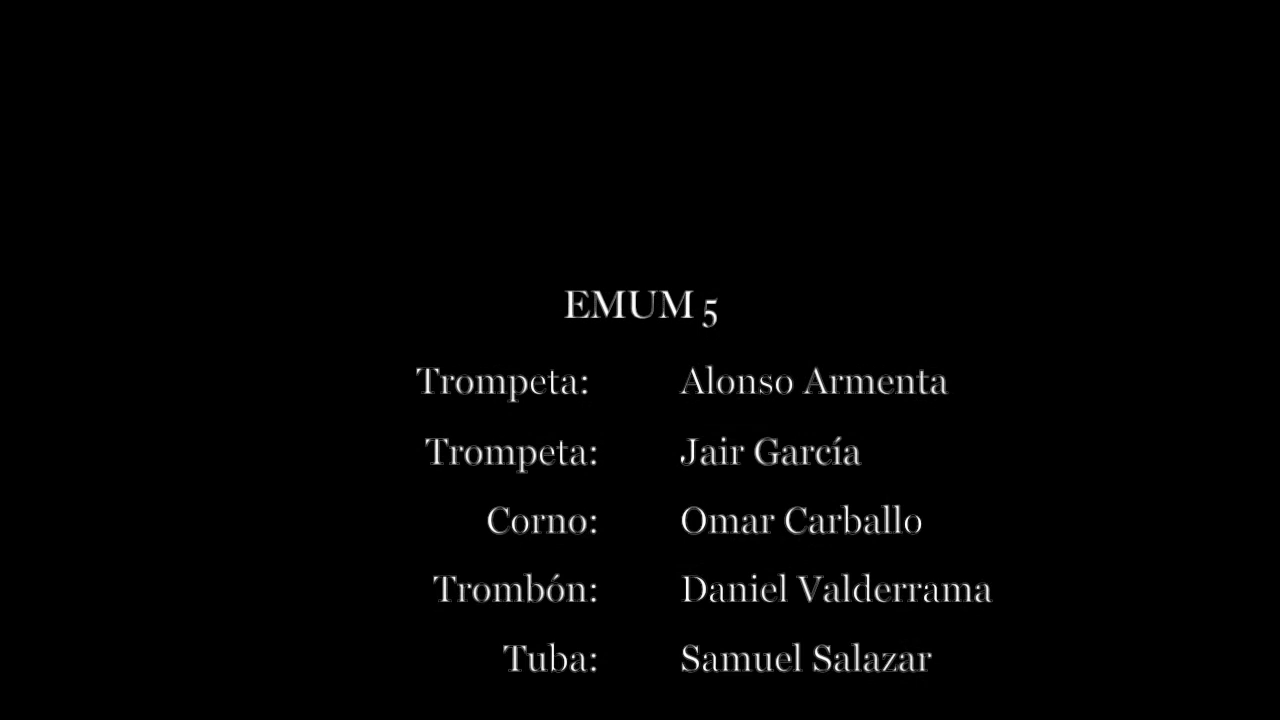 EMUM 5
Trompeta: Alonso Armenta
Trompeta: Jair García
Corno: Omar Carballo
Trombón: Daniel Valderrama
Tuba: Samuel Salazar